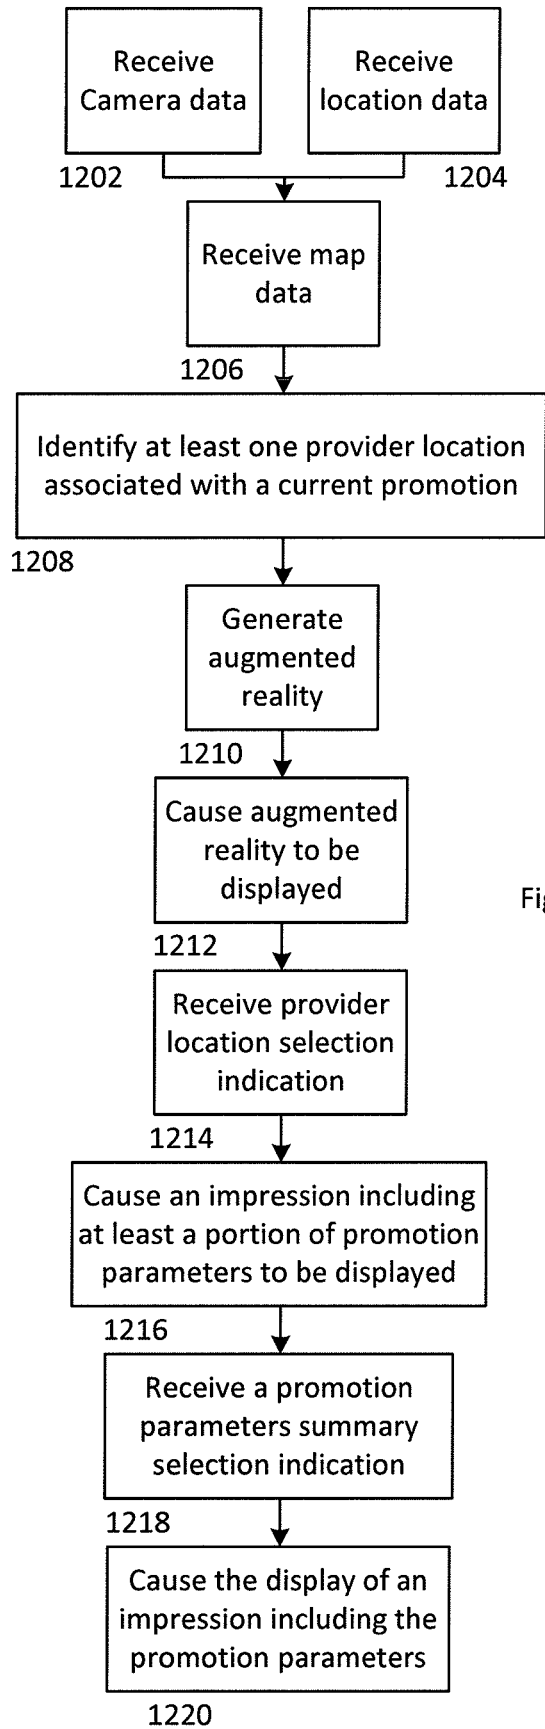 Receive
Camera data
Receive
location data
1202
1204
Receive map
data
1206
Identify at least one provider location
associated with a current promotion
1208
Generate
augmented
reality
1210
Cause augmented
reality to be
displayed
1212
Receive provider
location selection
indication
1214
Cause an impression including
at least a portion of promotion
parameters to be displayed
1216
Receive a promotion
parameters summary
selection indication
1218
Cause the display of an
impression including the
promotion parameters
1220